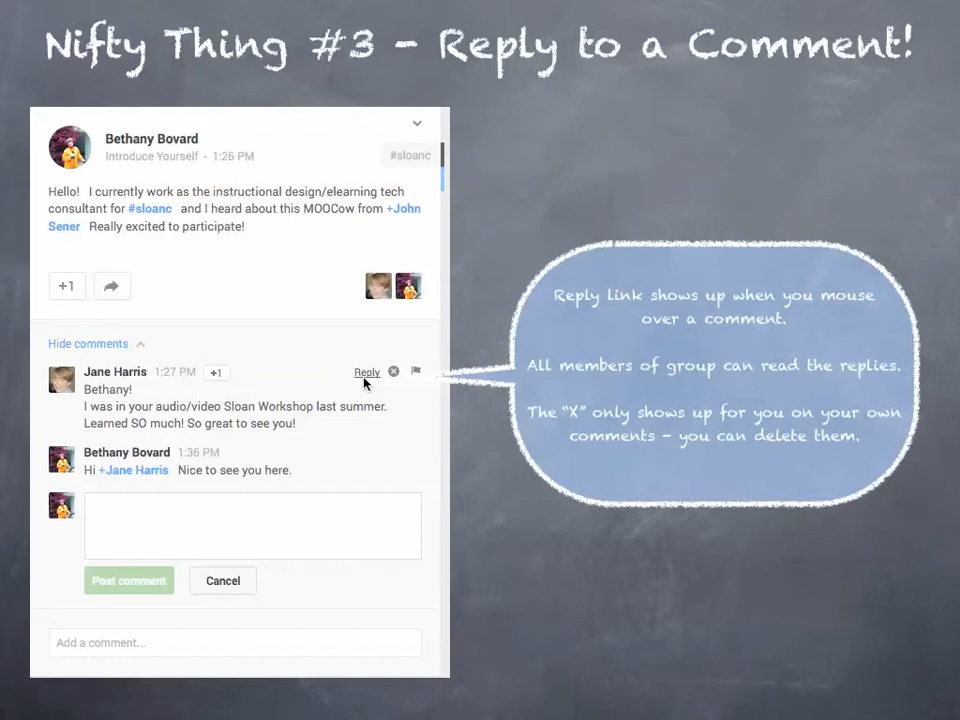 Nifty Thing #3 - Reply to a Comment!
Bethany Bovard
Introduce Yourself - 1:26 PM
#sloanc
Hello! I currently work as the instructional design/elearning tech
consultant for #sloanc and I heard about this MOOCow from +John
Sener Really excited to participate!
+1
Hide comments
Jane Harris 1:27 PM +1 Reply
Bethany!
I was in your audio/video Sloan Workshop last summer.
Learned SO much! So great to see you!
Bethany Bovard 1:36 PM
Hi +Jane Harris Nice to see you here.
Post comment Cancel
Add a comment...
Reply link shows up when you mouse
over a comment.
All members of group can read the replies.
The "X" only shows up for you on your own
comments - you can delete them.